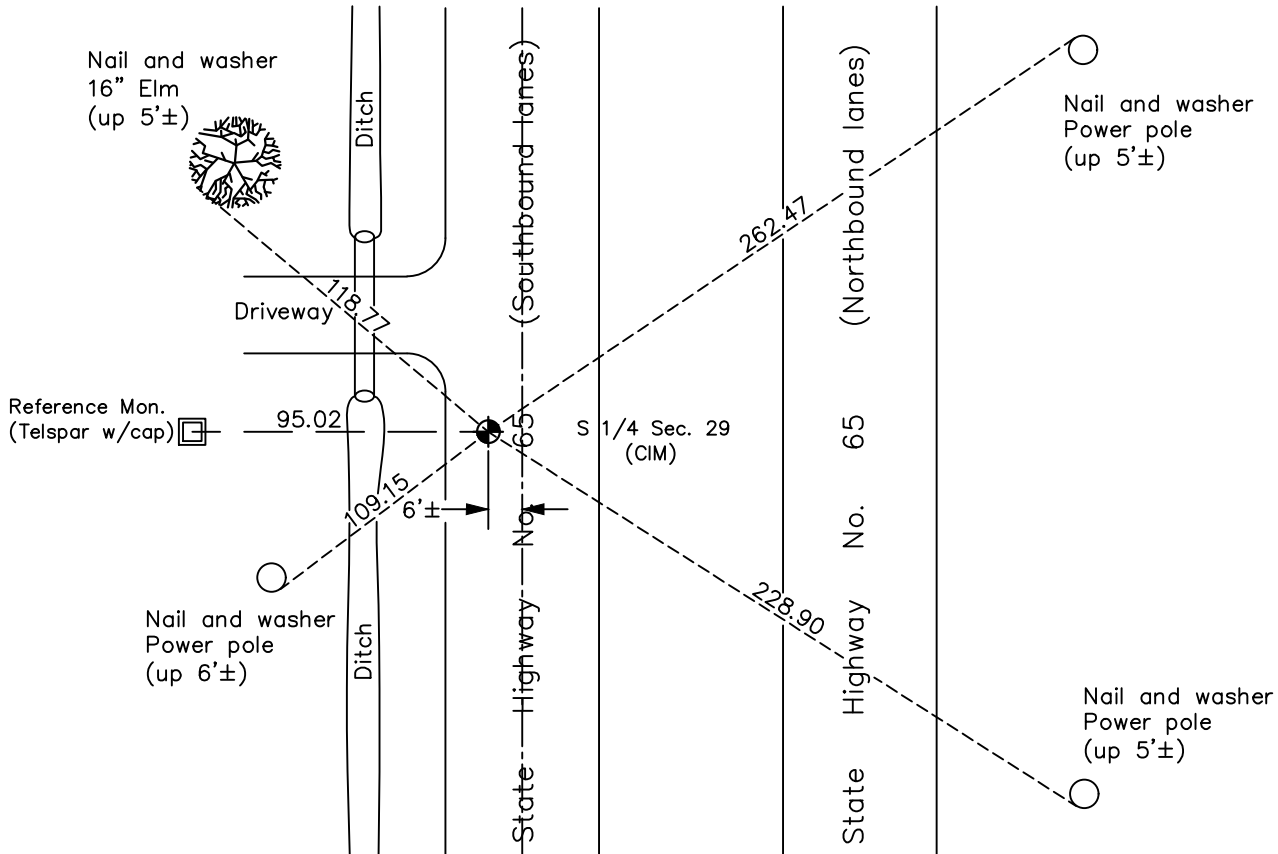 Nail and washer
16" Elm
(up 5'±)
Ditch
(Southbound lanes)
(Northbound lanes)
Nail and washer
Power pole
(up 5'±)
262.47
118.77
Driveway
Reference Mon.
(Telspar w/cap)
95.02
S 1/4 Sec. 29
(CIM)
109.15
6'±
State Highway No. 65
State Highway No. 65
228.90
Nail and washer
Power pole
(up 6'±)
Ditch
Nail and washer
Power pole
(up 5'±)